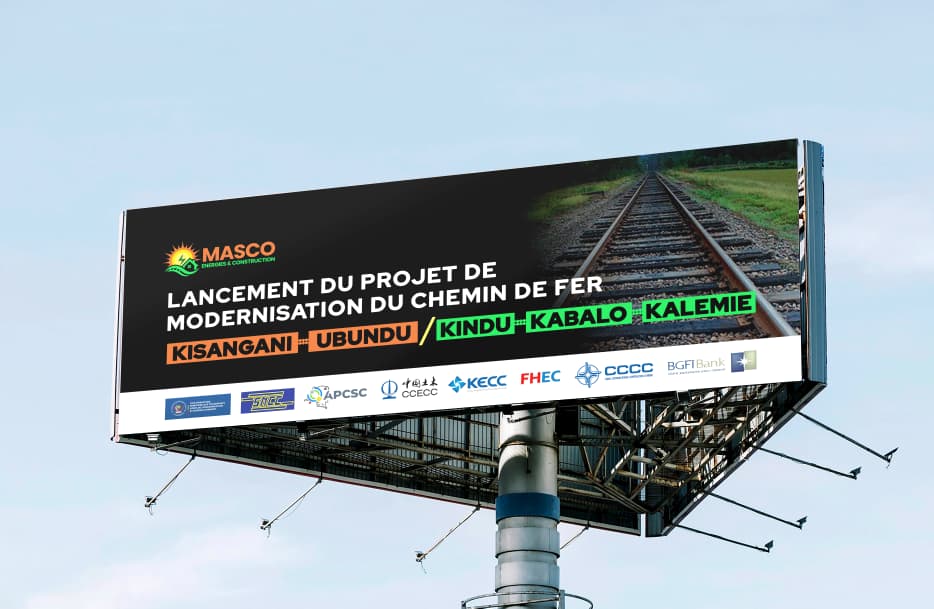 MASCO
ENERGIES & CONSTRUCTION
LANCEMENT DU PROJET DE
MODERNISATION DU CHEMIN DE FER
KISANGANI UBUNDU / KINDU KABALO KALEMIE
SNCC APCSC 中国土木 CCECC KECC FHEC CCCC BGFIBank